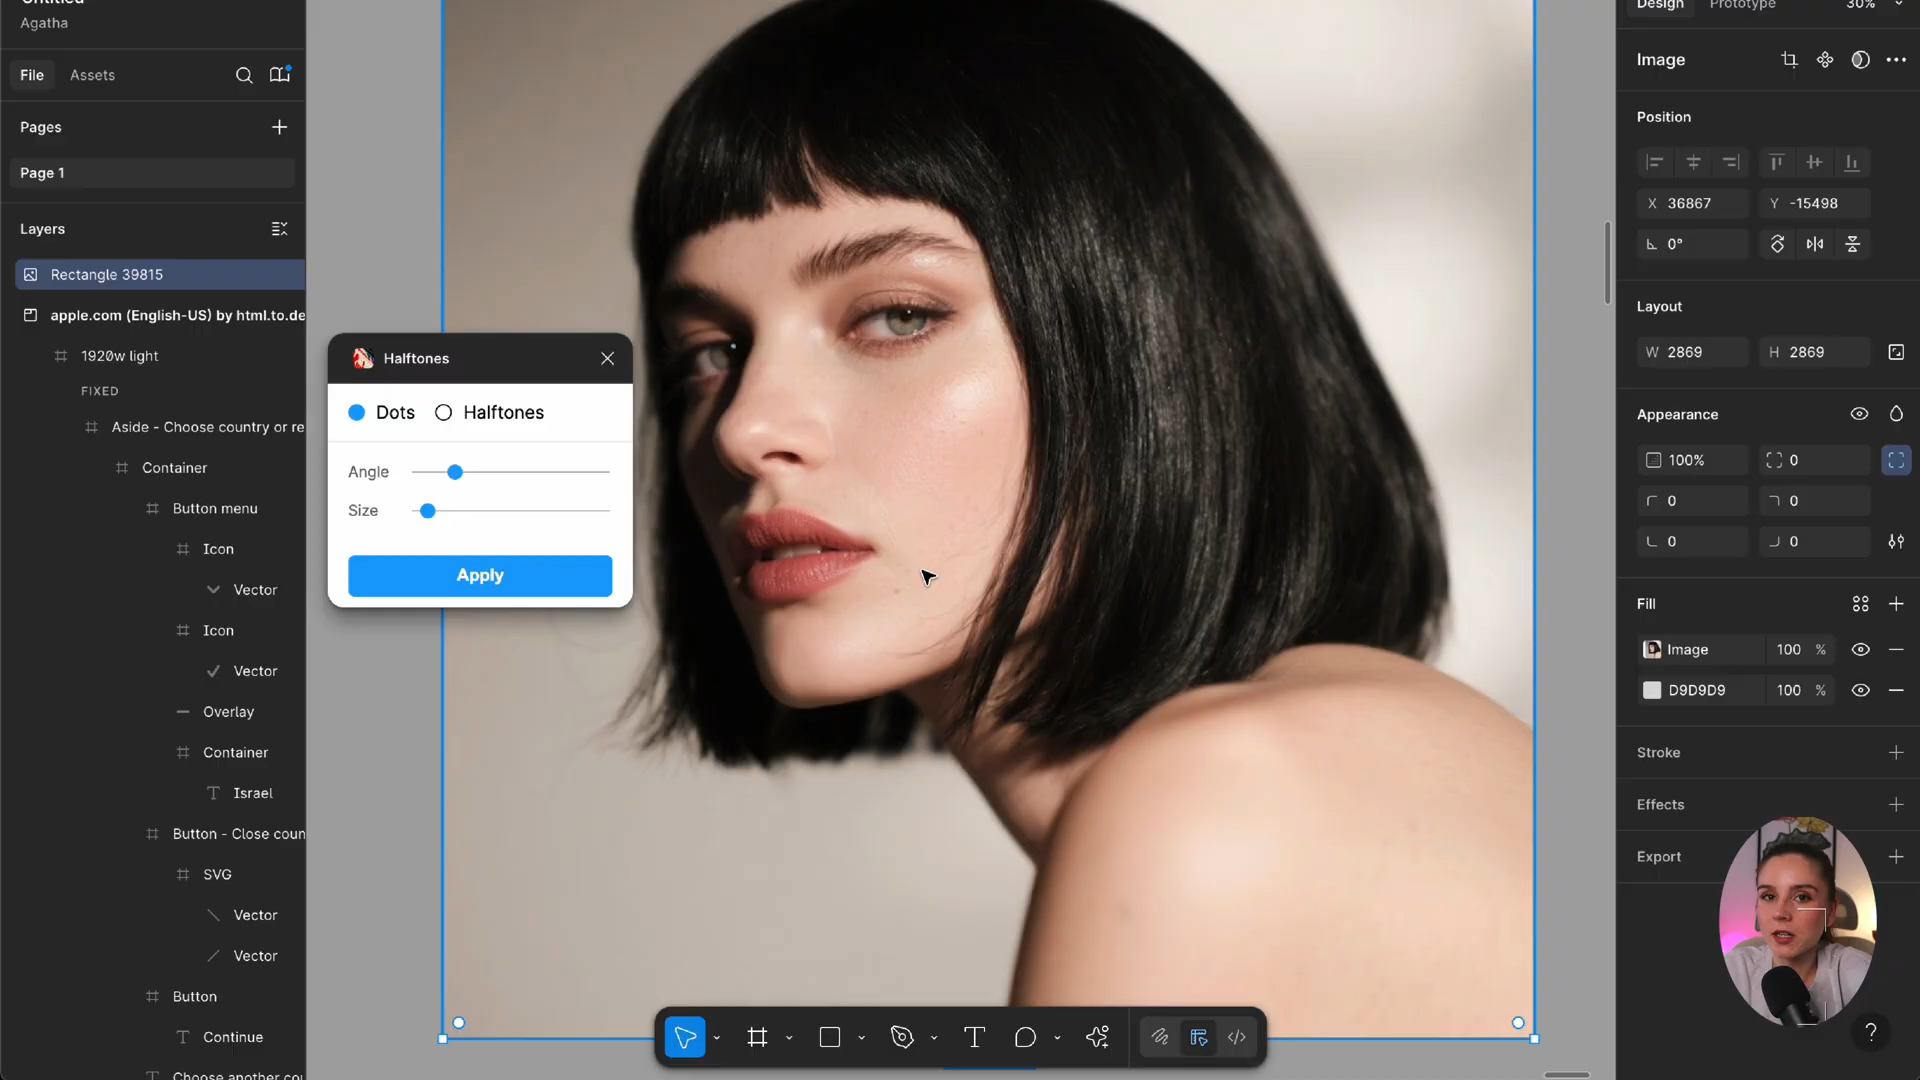 Untitled
Agatha
File
Assets
Pages
Page 1
Layers
Rectangle 39815
apple.com (English-US) by html.to.de
1920w light
FIXED
Aside - Choose country or re
Container
Button menu
Icon
Vector
Icon
Vector
Overlay
Container
Israel
Button - Close coun
SVG
Vector
Vector
Button
Continue
Choose another cou
Halftones
Dots
Halftones
Angle
Size
Apply
Design
Prototype
30%
Image
Position
X 36867
Y -15498
0°
Layout
W 2869
H 2869
Appearance
100%
0
0
0
0
0
Fill
Image 100 %
D9D9D9 100 %
Stroke
Effects
Export
?